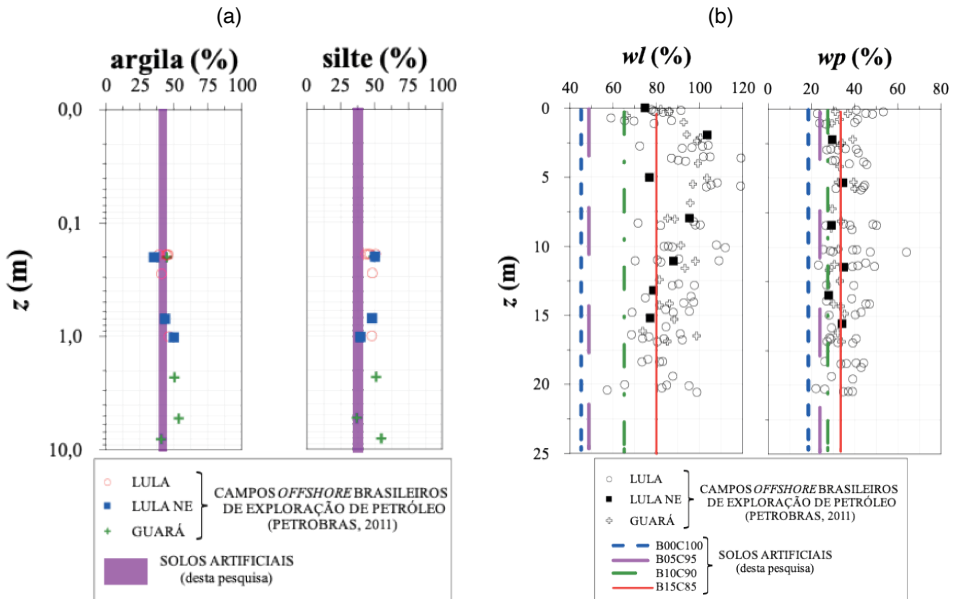 (a)
argila (%)
silte (%)
0 25 50 75 100
0 25 50 75 100
0,0
0,1
1,0
10,0
z (m)
LULA
LULA NE
GUARÁ
CAMPOS OFFSHORE BRASILEIROS
DE EXPLORAÇÃO DE PETRÓLEO
(PETROBRAS, 2011)
SOLOS ARTIFICIAIS
(desta pesquisa)
(b)
wl (%)
wp (%)
40 60 80 100 120
0 20 40 60 80
0
5
10
15
20
25
z (m)
LULA
LULA NE
GUARÁ
CAMPOS OFFSHORE BRASILEIROS
DE EXPLORAÇÃO DE PETRÓLEO
(PETROBRAS, 2011)
B00C100
B05C95
B10C90
B15C85
SOLOS ARTIFICIAIS
(desta pesquisa)